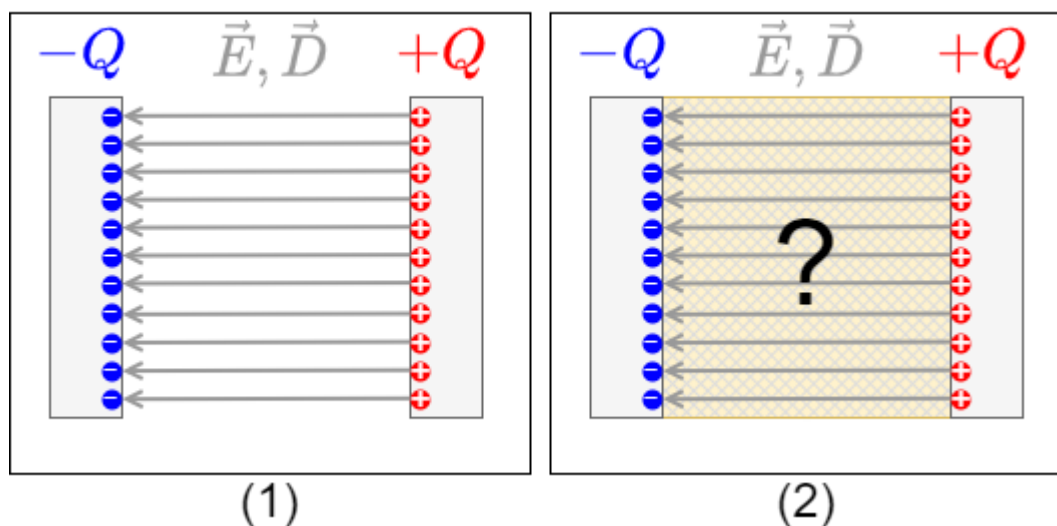 −Q E⃗, D⃗ +Q
−Q E⃗, D⃗ +Q
?
(1) (2)